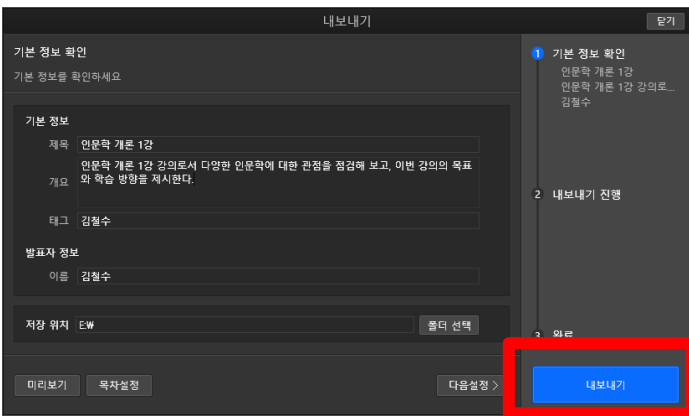 내보내기
닫기
기본 정보 확인
기본 정보를 확인하세요
기본 정보
제목 인문학 개론 1강
개요 인문학 개론 1강 강의로서 다양한 인문학에 대한 관점을 점검해 보고, 이번 강의의 목표
와 학습 방향을 제시한다.
태그 김철수
발표자 정보
이름 김철수
저장 위치 E:₩ 폴더 선택
미리보기 목차설정 다음설정 >
1 기본 정보 확인
인문학 개론 1강
인문학 개론 1강 강의로...
김철수
2 내보내기 진행
3 완료
내보내기